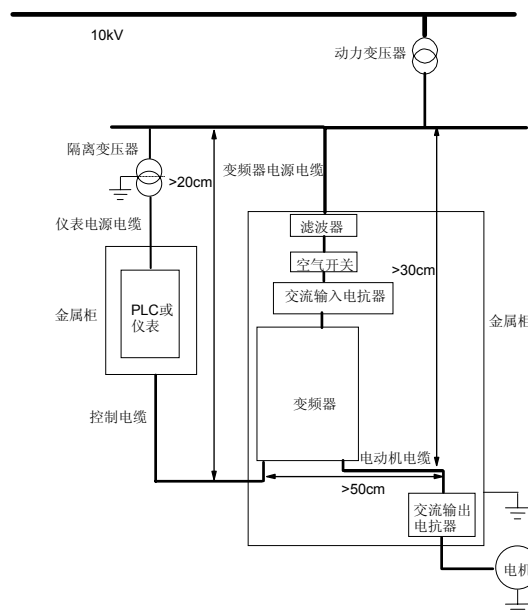 10kV
动力变压器
隔离变压器
>20cm
变频器电源电缆
仪表电源电缆
滤波器
空气开关
>30cm
交流输入电抗器
金属柜
PLC或
仪表
金属柜
变频器
控制电缆
电动机电缆
>50cm
交流输出
电抗器
电机